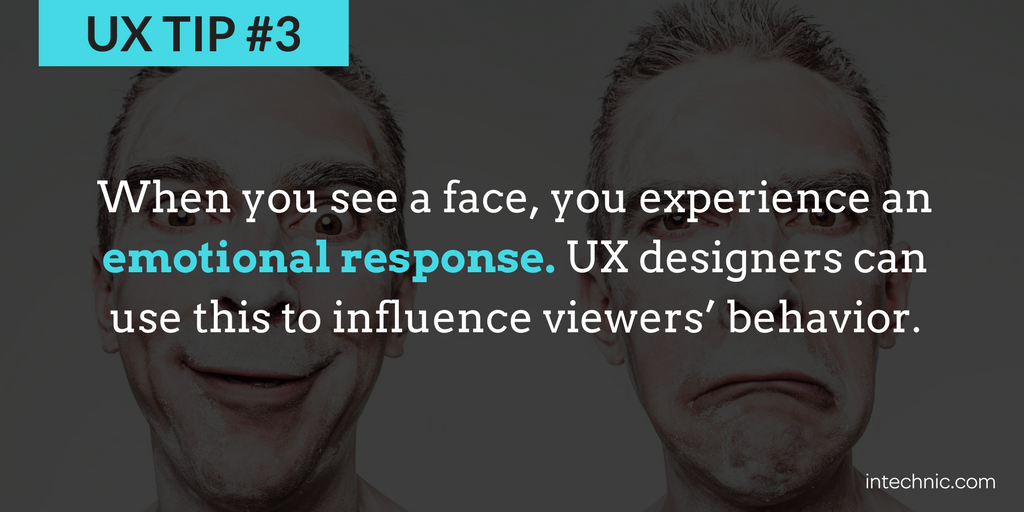 UX TIP #3
When you see a face, you experience an
emotional response. UX designers can
use this to influence viewers’ behavior.
intechnic.com